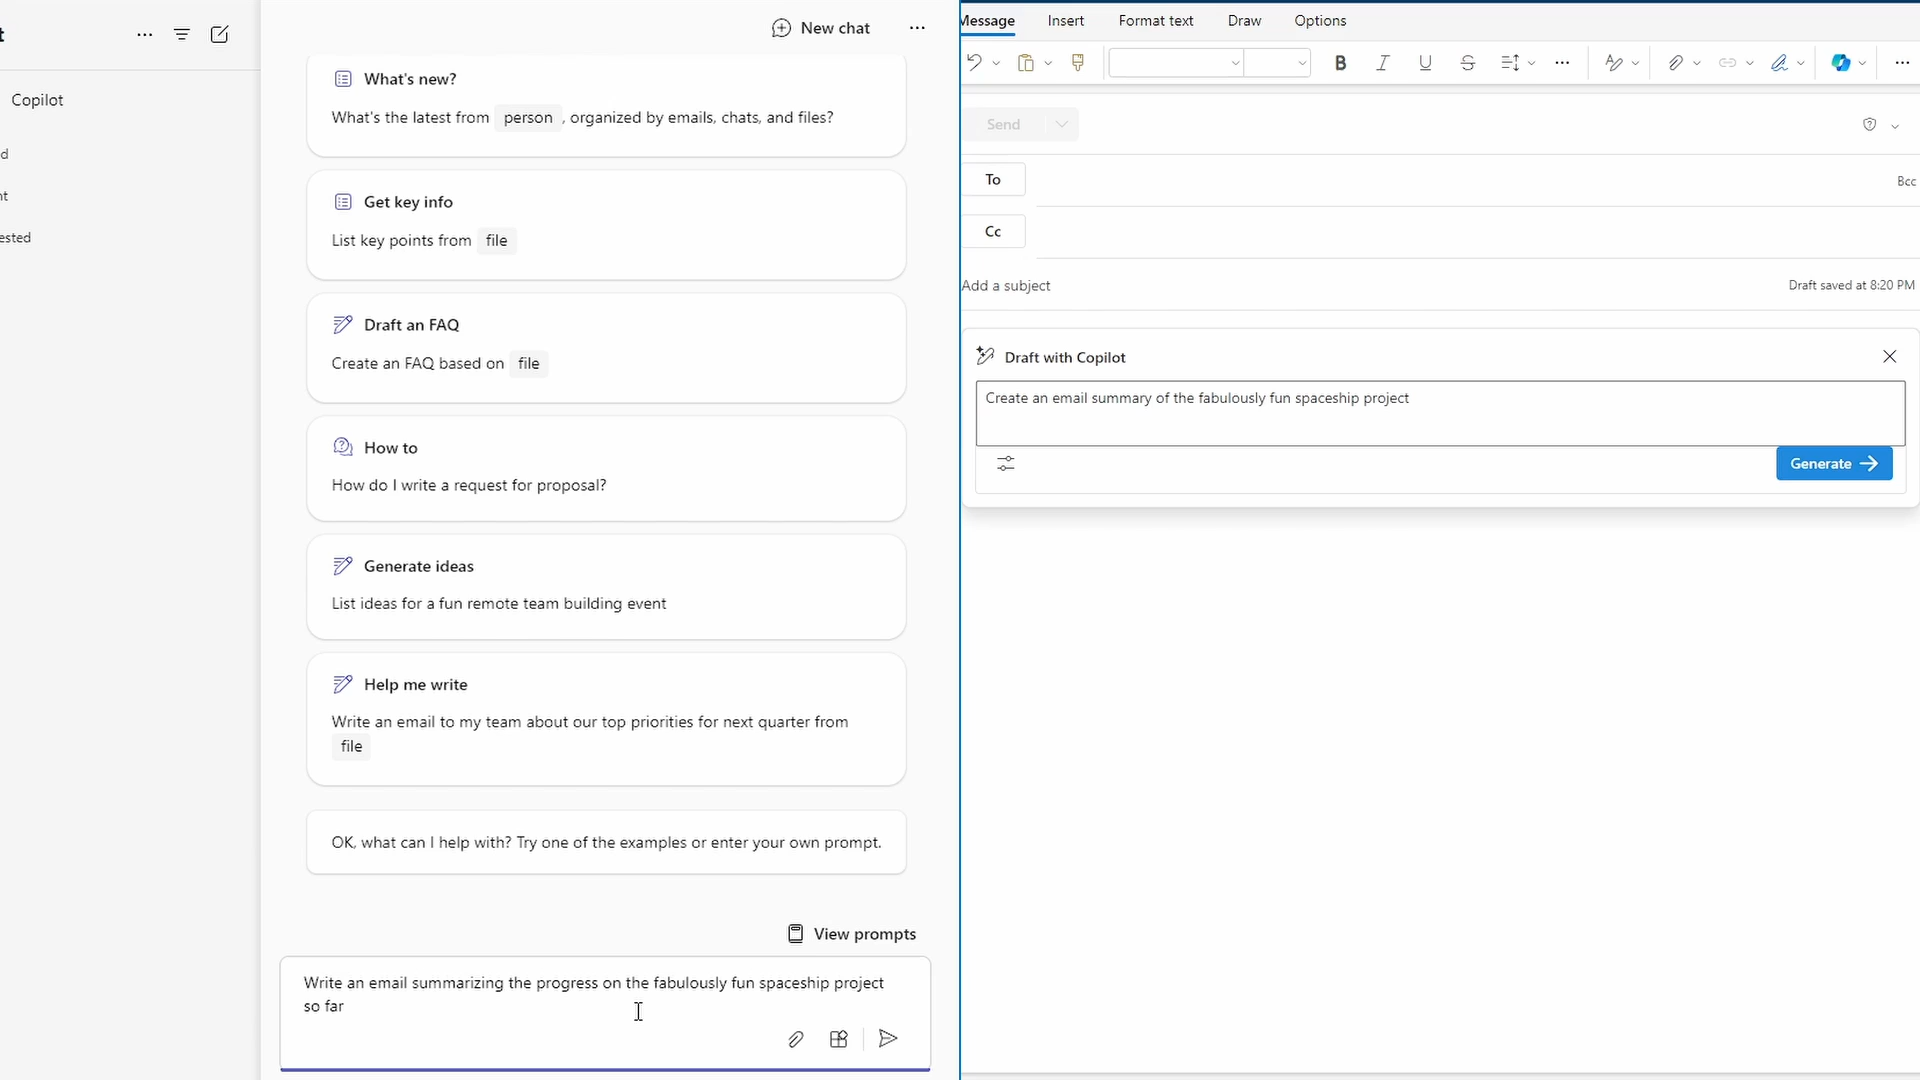 t
Copilot
d
nt
ested
New chat
What's new?
What's the latest from person , organized by emails, chats, and files?
Get key info
List key points from file
Draft an FAQ
Create an FAQ based on file
How to
How do I write a request for proposal?
Generate ideas
List ideas for a fun remote team building event
Help me write
Write an email to my team about our top priorities for next quarter from
file
OK, what can I help with? Try one of the examples or enter your own prompt.
View prompts
Write an email summarizing the progress on the fabulously fun spaceship project
so far
Message Insert Format text Draw Options
Send
To
Bcc
Cc
Add a subject
Draft saved at 8:20 PM
Draft with Copilot
Create an email summary of the fabulously fun spaceship project
Generate